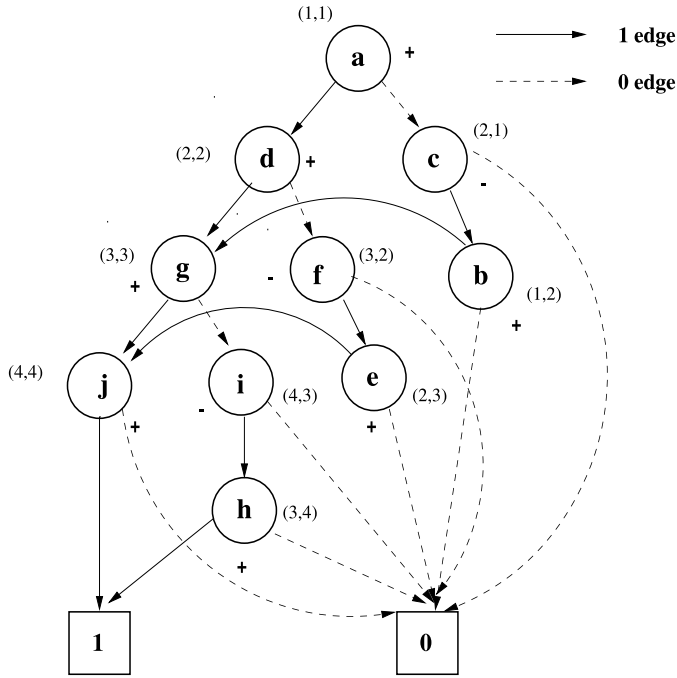 (1,1)
a +
1 edge
0 edge
(2,2) d +
c (2,1)
-
(3,3) g
+
- f (3,2)
b (1,2)
+
(4,4) j
+
- i (4,3)
e (2,3)
+
h (3,4)
+
1
0